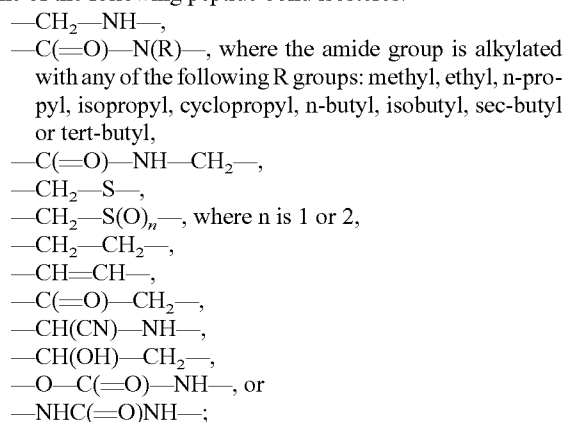 —CH₂—NH—,
—C(=O)—N(R)—, where the amide group is alkylated
with any of the following R groups: methyl, ethyl, n-pro-
pyl, isopropyl, cyclopropyl, n-butyl, isobutyl, sec-butyl
or tert-butyl,
—C(=O)—NH—CH₂—,
—CH₂—S—,
—CH₂—S(O)ₙ—, where n is 1 or 2,
—CH₂—CH₂—,
—CH=CH—,
—C(=O)—CH₂—,
—CH(CN)—NH—,
—CH(OH)—CH₂—,
—O—C(=O)—NH—, or
—NHC(=O)NH—;